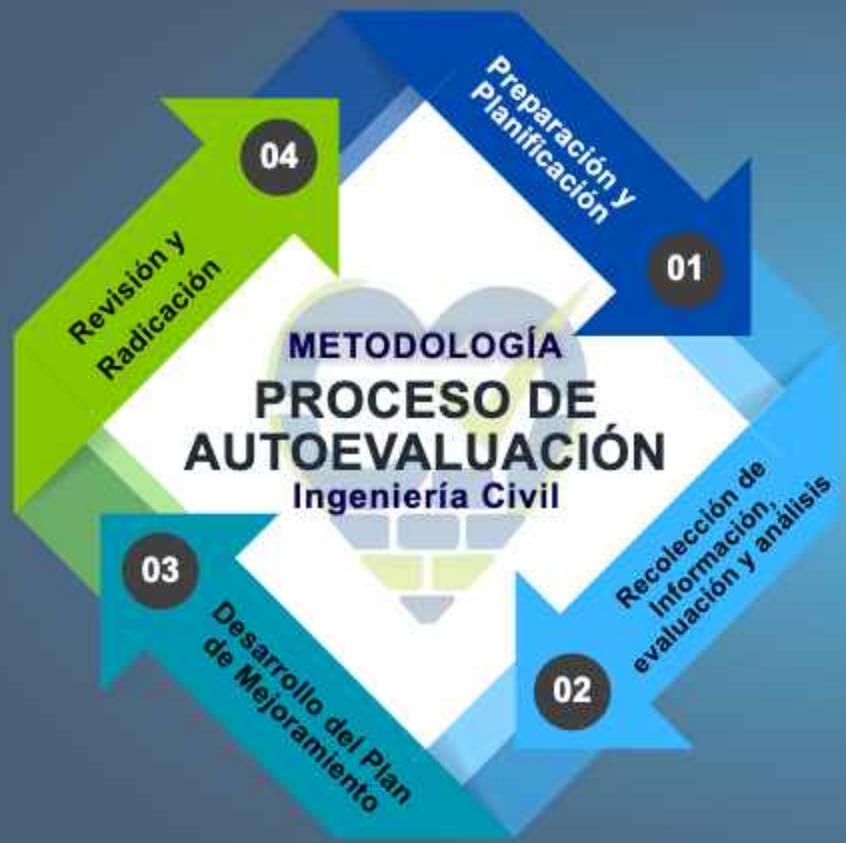 METODOLOGÍA
PROCESO DE
AUTOEVALUACIÓN
Ingeniería Civil
Preparación y
Planificación
01
Recolección de
Información,
evaluación y análisis
02
03
Desarrollo del Plan
de Mejoramiento
04
Revisión y
Radicación